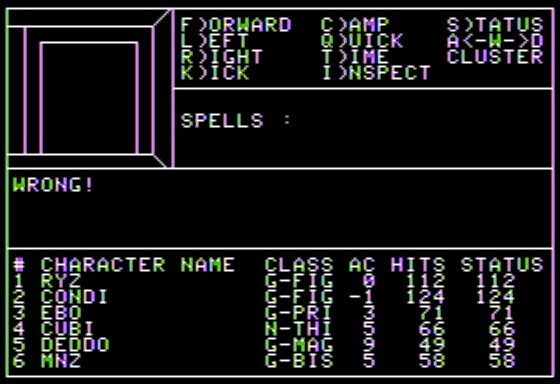 F)ORWARD C)AMP S)TATUS
L)EFT Q)UICK A<-W->D
R)IGHT T)IME CLUSTER
K)ICK I)NSPECT
SPELLS :
WRONG!
# CHARACTER NAME CLASS AC HITS STATUS
1 RYZ G-FIG 0 112 112
2 CONDI G-FIG -1 124 124
3 EBO G-PRI 3 71 71
4 CUBI N-THI 5 66 66
5 DEDDO G-MAG 9 49 49
6 MNZ G-BIS 5 58 58